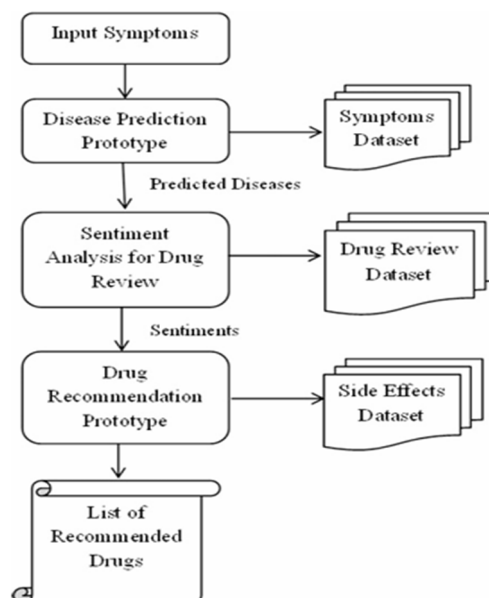 Input Symptoms
Disease Prediction
Prototype
Symptoms
Dataset
Predicted Diseases
Sentiment
Analysis for Drug
Review
Drug Review
Dataset
Sentiments
Drug
Recommendation
Prototype
Side Effects
Dataset
List of
Recommended
Drugs